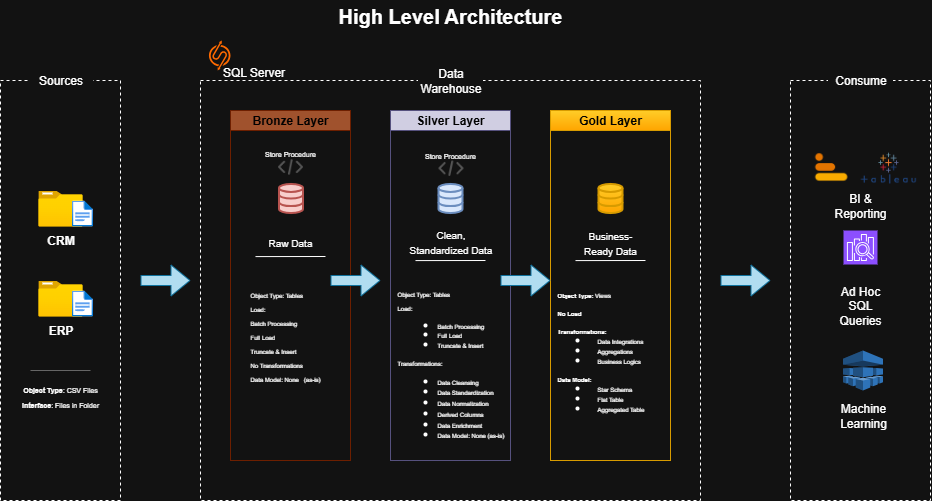 High Level Architecture
Sources
SQL Server
Data
Warehouse
Consume
Bronze Layer
Silver Layer
Gold Layer
Store Procedure
</>
Raw Data
Object Type: Tables
Load:
Batch Processing
Full Load
Truncate & Insert
No Transformations
Data Model: None (as-is)
Store Procedure
</>
Clean,
Standardized Data
Object Type: Tables
Load:
Batch Processing
Full Load
Truncate & Insert
Transformations:
Data Cleansing
Data Standardization
Data Normalization
Derived Columns
Data Enrichment
Data Model: None (as-is)
Business-
Ready Data
Object Type: Views
No Load
Transformations:
Data Integrations
Aggregations
Business Logics
Data Model:
Star Schema
Flat Table
Aggregated Table
CRM
ERP
Object Type: CSV Files
Interface: Files in Folder
tableau
BI &
Reporting
Ad Hoc
SQL
Queries
Machine
Learning